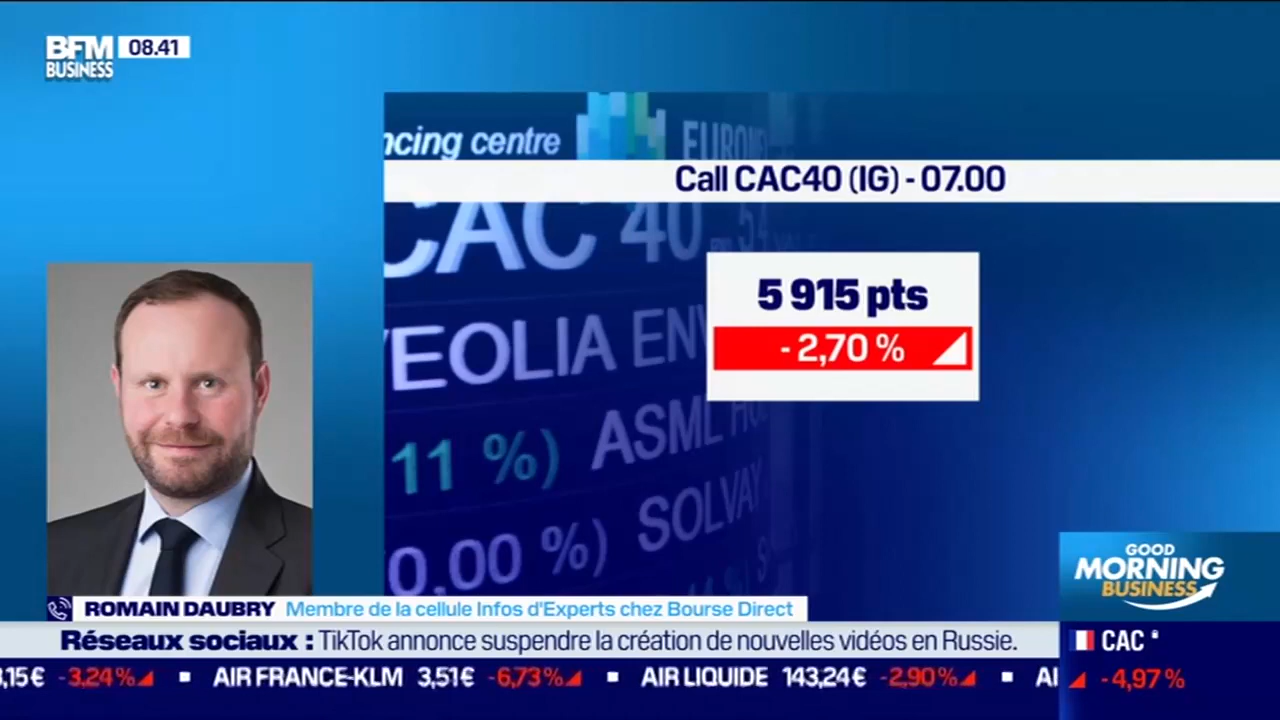 BFM 08.41
BUSINESS
ncing centre
Call CAC40 (IG) - 07.00
CAC 40
5 915 pts
- 2,70 %
VEOLIA ENV
ASML
11 %)
SOLVAY
0.00 %)
GOOD
MORNING
BUSINESS
ROMAIN DAUBRY Membre de la cellule Infos d'Experts chez Bourse Direct
Réseaux sociaux : TikTok annonce suspendre la création de nouvelles vidéos en Russie.
CAC *
,15€ -3,24% AIR FRANCE-KLM 3,51€ -6,73% AIR LIQUIDE 143,24€ -2,90% AI
-4,97%